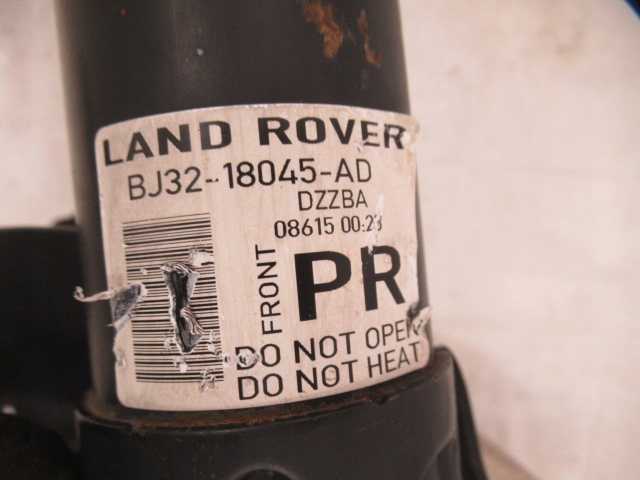 LAND ROVER
BJ32-18045-AD
DZZBA
08615 00:23
FRONT
PR
DO NOT OPEN
DO NOT HEAT